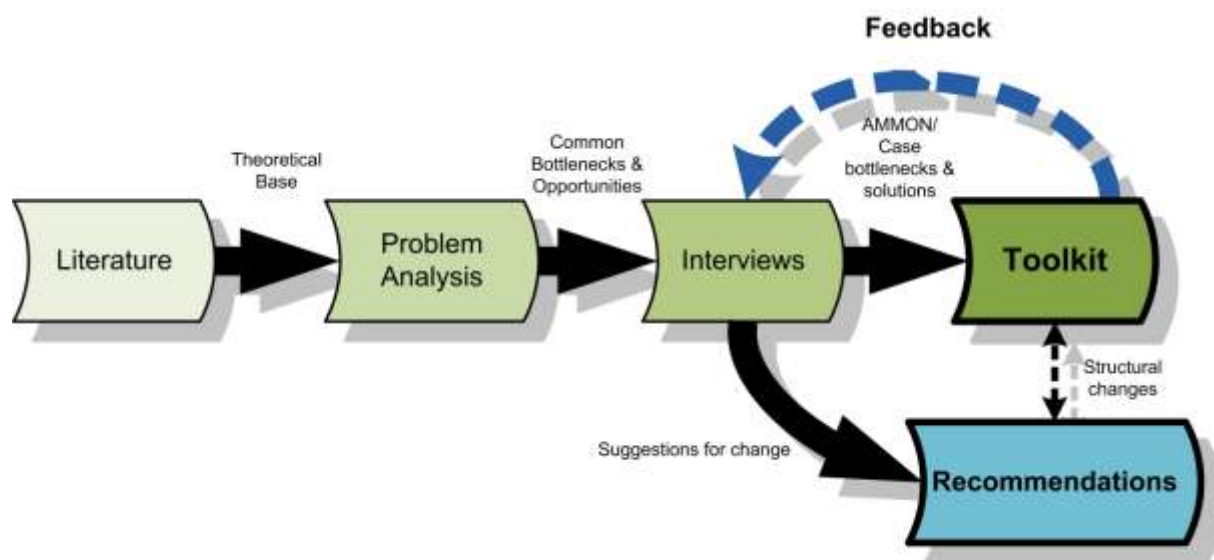 Feedback
AMMON/
Case
bottlenecks &
solutions
Common
Bottlenecks &
Opportunities
Theoretical
Base
Literature
Problem
Analysis
Interviews
Toolkit
Structural
changes
Suggestions for change
Recommendations